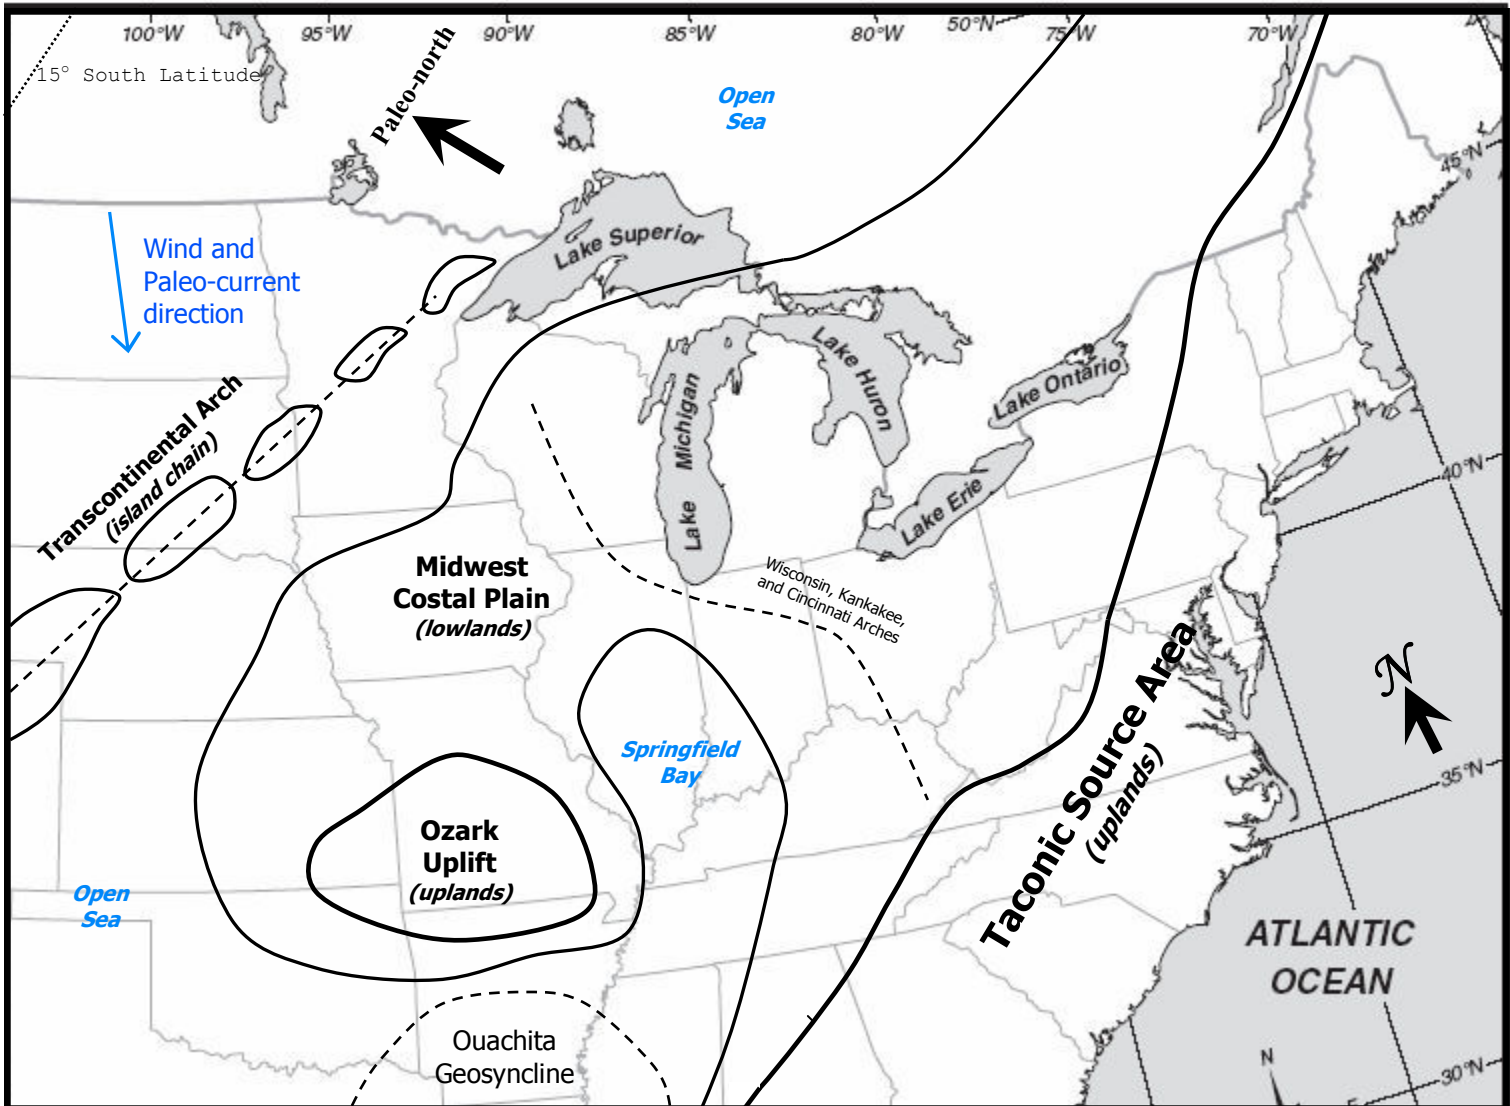 100°W
95°W
90°W
85°W
80°W
50°N
75°W
70°W
15° South Latitude
Paleo-north
Open
Sea
45°N
Wind and
Paleo-current
direction
Lake Superior
Transcontinental Arch
(island chain)
Lake Michigan
Lake Huron
Lake Ontario
Lake Erie
40°N
Midwest
Costal Plain
(lowlands)
Wisconsin, Kankakee,
and Cincinnati Arches
N
Springfield
Bay
Taconic Source Area
(uplands)
35°N
Ozark
Uplift
(uplands)
Open
Sea
ATLANTIC
OCEAN
Ouachita
Geosyncline
N
30°N